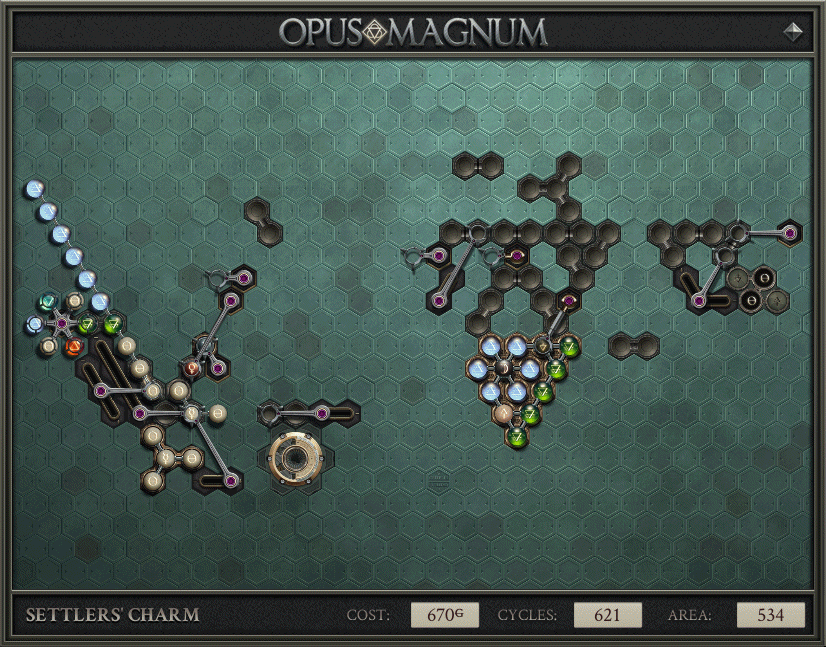 OPUS MAGNUM
SETTLERS' CHARM
COST: 670G
CYCLES: 621
AREA: 534